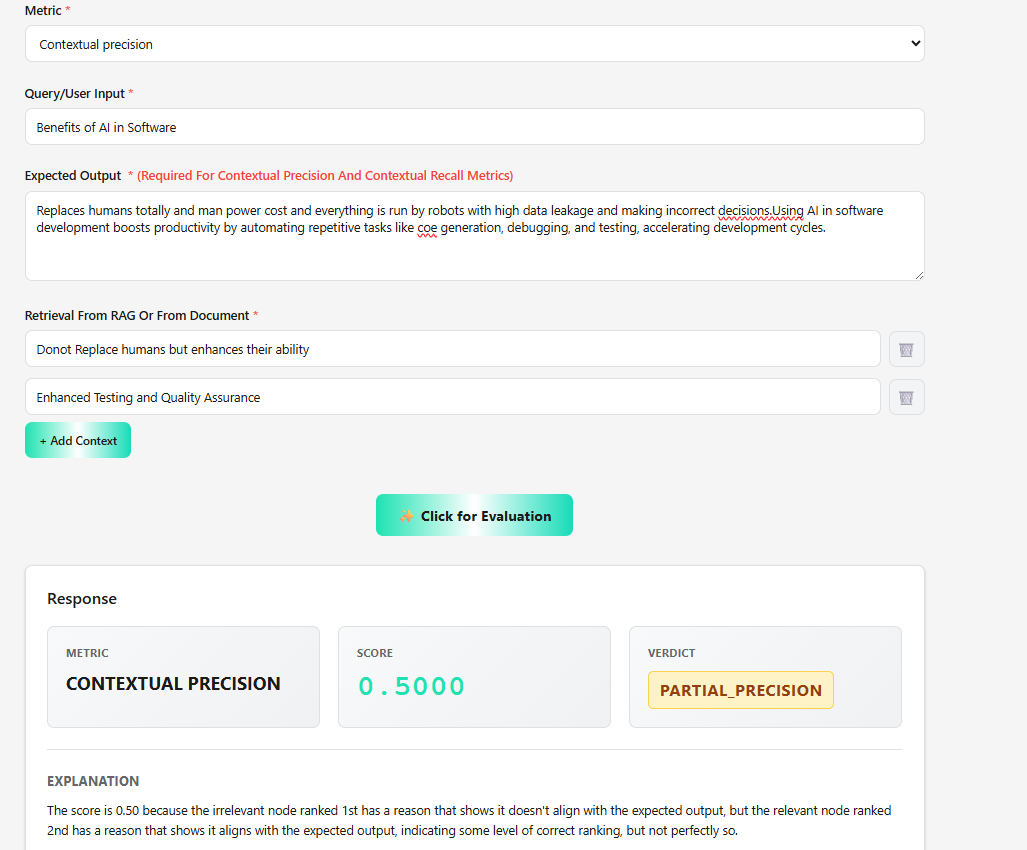 Metric *
Contextual precision
Query/User Input *
Benefits of AI in Software
Expected Output * (Required For Contextual Precision And Contextual Recall Metrics)
Replaces humans totally and man power cost and everything is run by robots with high data leakage and making incorrect decisions.Using AI in software
development boosts productivity by automating repetitive tasks like coe generation, debugging, and testing, accelerating development cycles.
Retrieval From RAG Or From Document *
Donot Replace humans but enhances their ability
Enhanced Testing and Quality Assurance
+ Add Context
✨ Click for Evaluation
Response
METRIC
CONTEXTUAL PRECISION
SCORE
0.5000
VERDICT
PARTIAL_PRECISION
EXPLANATION
The score is 0.50 because the irrelevant node ranked 1st has a reason that shows it doesn't align with the expected output, but the relevant node ranked
2nd has a reason that shows it aligns with the expected output, indicating some level of correct ranking, but not perfectly so.